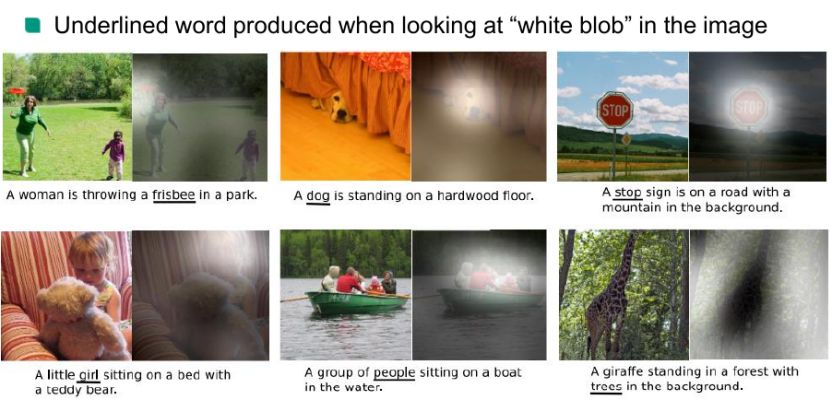 Underlined word produced when looking at “white blob” in the image
STOP
STOP
A woman is throwing a frisbee in a park.
A dog is standing on a hardwood floor.
A stop sign is on a road with a
mountain in the background.
A little girl sitting on a bed with
a teddy bear.
A group of people sitting on a boat
in the water.
A giraffe standing in a forest with
trees in the background.